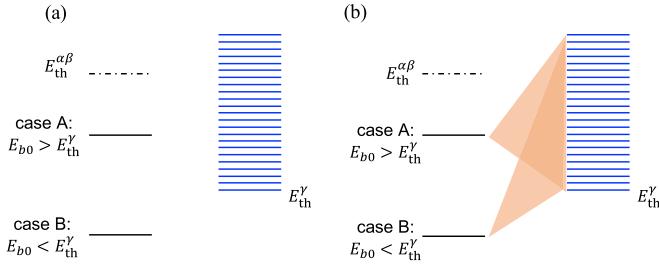 (a)
E_th^αβ
case A:
E_b0 > E_th^γ
case B:
E_b0 < E_th^γ
E_th^γ
(b)
E_th^αβ
case A:
E_b0 > E_th^γ
case B:
E_b0 < E_th^γ
E_th^γ